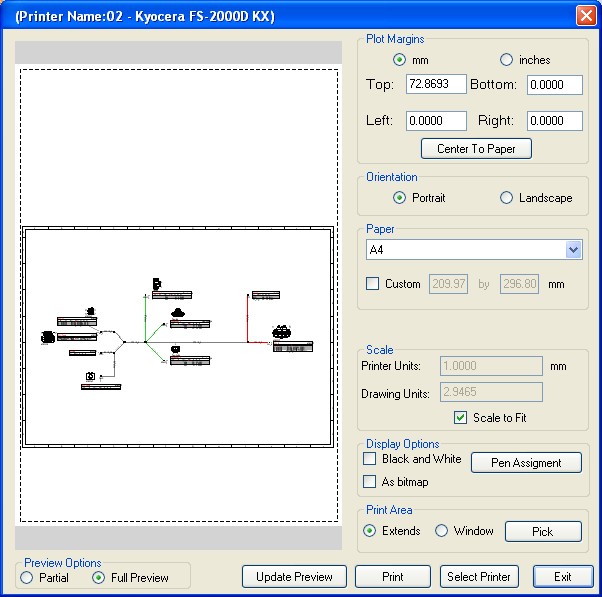 (Printer Name:02 - Kyocera FS-2000D KX)
Plot Margins
mm inches
Top: 72.8693 Bottom: 0.0000
Left: 0.0000 Right: 0.0000
Center To Paper
Orientation
Portrait Landscape
Paper
A4
Custom 209.97 by 296.80 mm
Scale
Printer Units: 1.0000 mm
Drawing Units: 2.9465
Scale to Fit
Display Options
Black and White Pen Assigment
As bitmap
Print Area
Extends Window Pick
Preview Options
Partial Full Preview
Update Preview Print Select Printer Exit